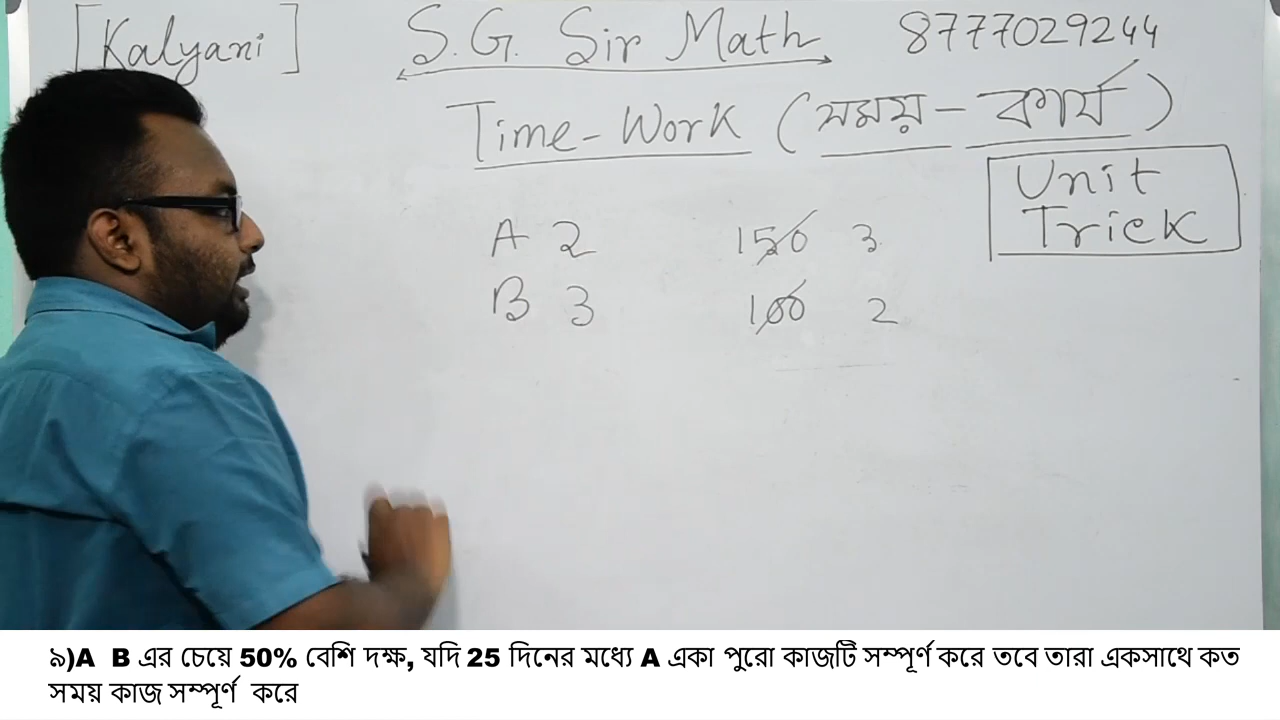 [Kalyani] S.G. Sir Math 8777029244
Time-Work (সময়-কার্য)
Unit
Trick
A 2 150 3
B 3 100 2
৯)A B এর চেয়ে 50% বেশি দক্ষ, যদি 25 দিনের মধ্যে A একা পুরো কাজটি সম্পূর্ণ করে তবে তারা একসাথে কত
সময় কাজ সম্পূর্ণ করে